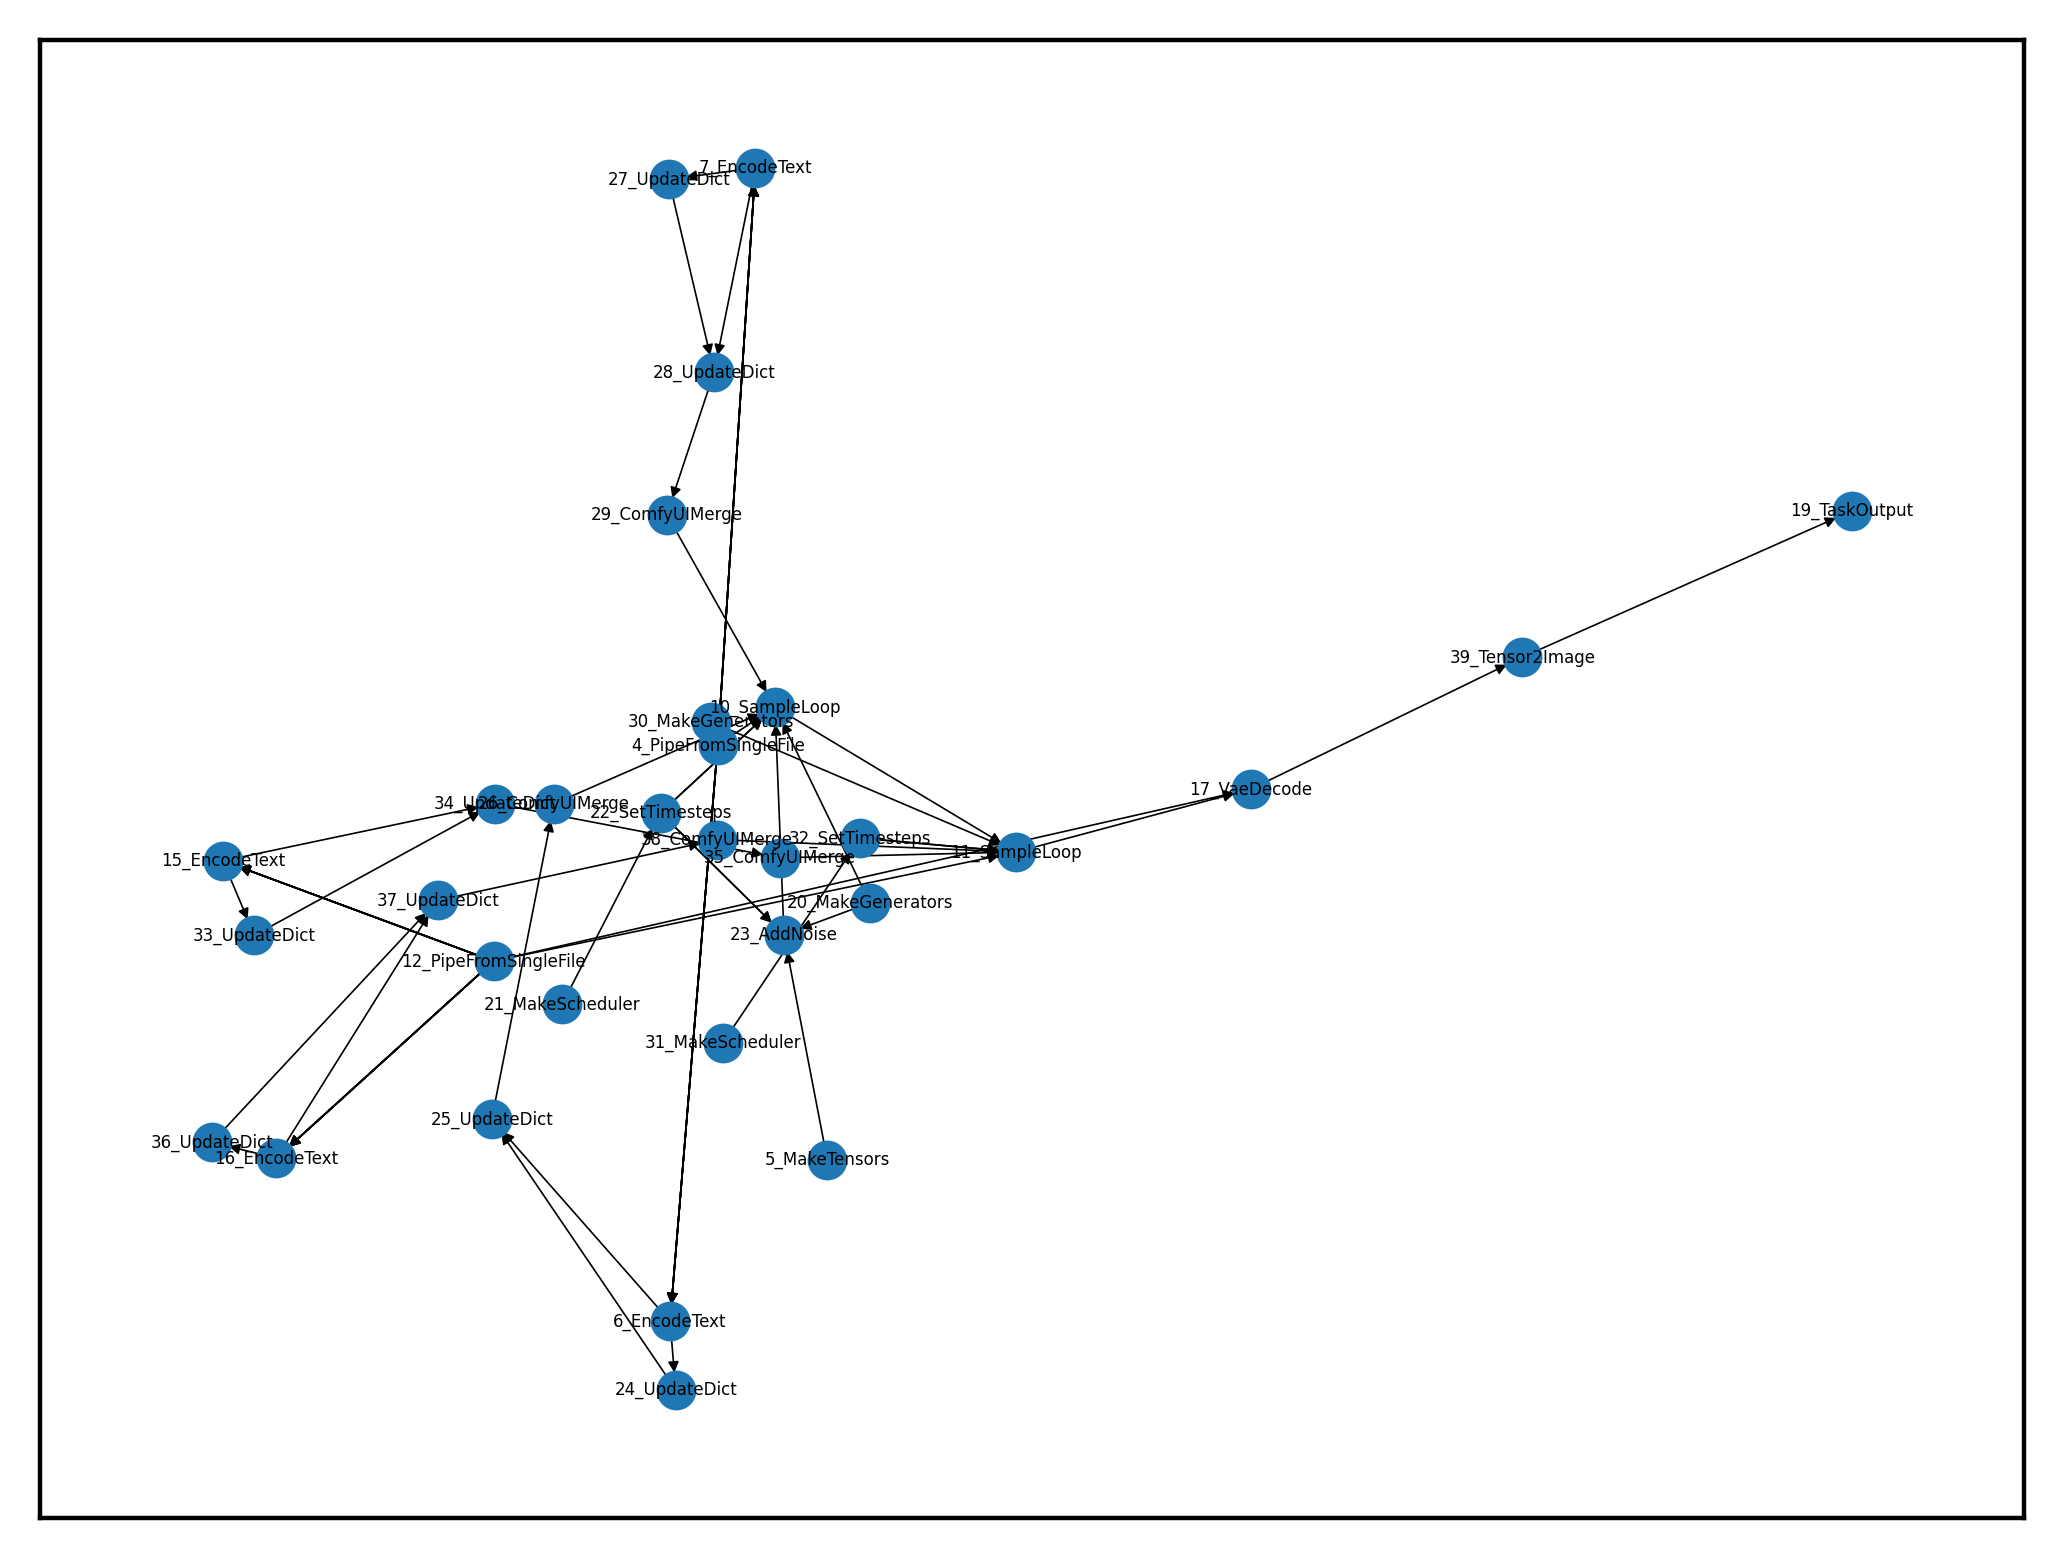 7_EncodeText
27_UpdateDict
28_UpdateDict
29_ComfyUIMerge
19_TaskOutput
39_Tensor2Image
10_SampleLoop
30_MakeGenerators
4_PipeFromSingleFile
17_VaeDecode
34_UpdateDict
26_ComfyUIMerge
22_SetTimesteps
38_ComfyUIMerge
32_SetTimesteps
35_ComfyUIMerge
11_SampleLoop
15_EncodeText
37_UpdateDict
20_MakeGenerators
33_UpdateDict
23_AddNoise
12_PipeFromSingleFile
21_MakeScheduler
31_MakeScheduler
25_UpdateDict
36_UpdateDict
16_EncodeText
5_MakeTensors
6_EncodeText
24_UpdateDict